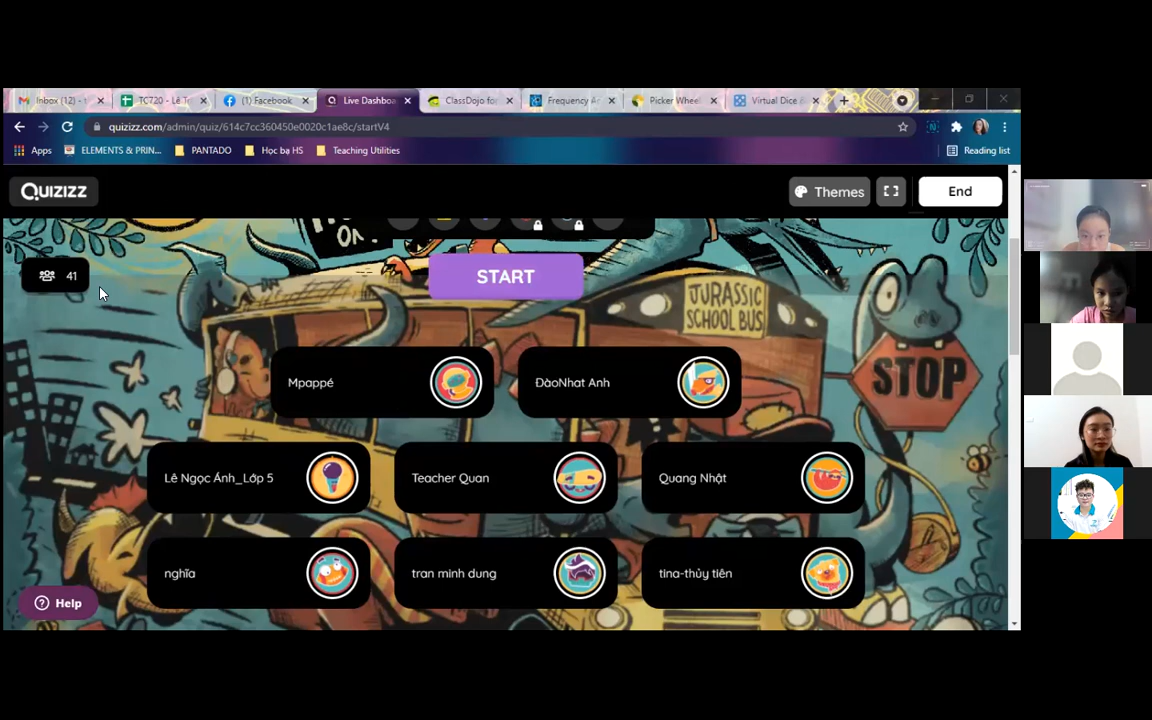 Inbox (12) - t
TC720 - Lê Tr
(1) Facebook
Live Dashboa
ClassDojo for
Frequency A
Picker Wheel
Virtual Dice
quizizz.com/admin/quiz/614c7cc360450e0020c1ae8c/startV4
Apps
ELEMENTS & PRIN...
PANTADO
Học bạ HS
Teaching Utilities
Reading list
QUIZIZZ
Themes
End
41
START
JURASSIC
SCHOOL BUS
STOP
Mpappé
ĐàoNhat Anh
Lê Ngọc Ánh_Lớp 5
Teacher Quan
Quang Nhật
nghĩa
tran minh dung
tina-thủy tiên
Help